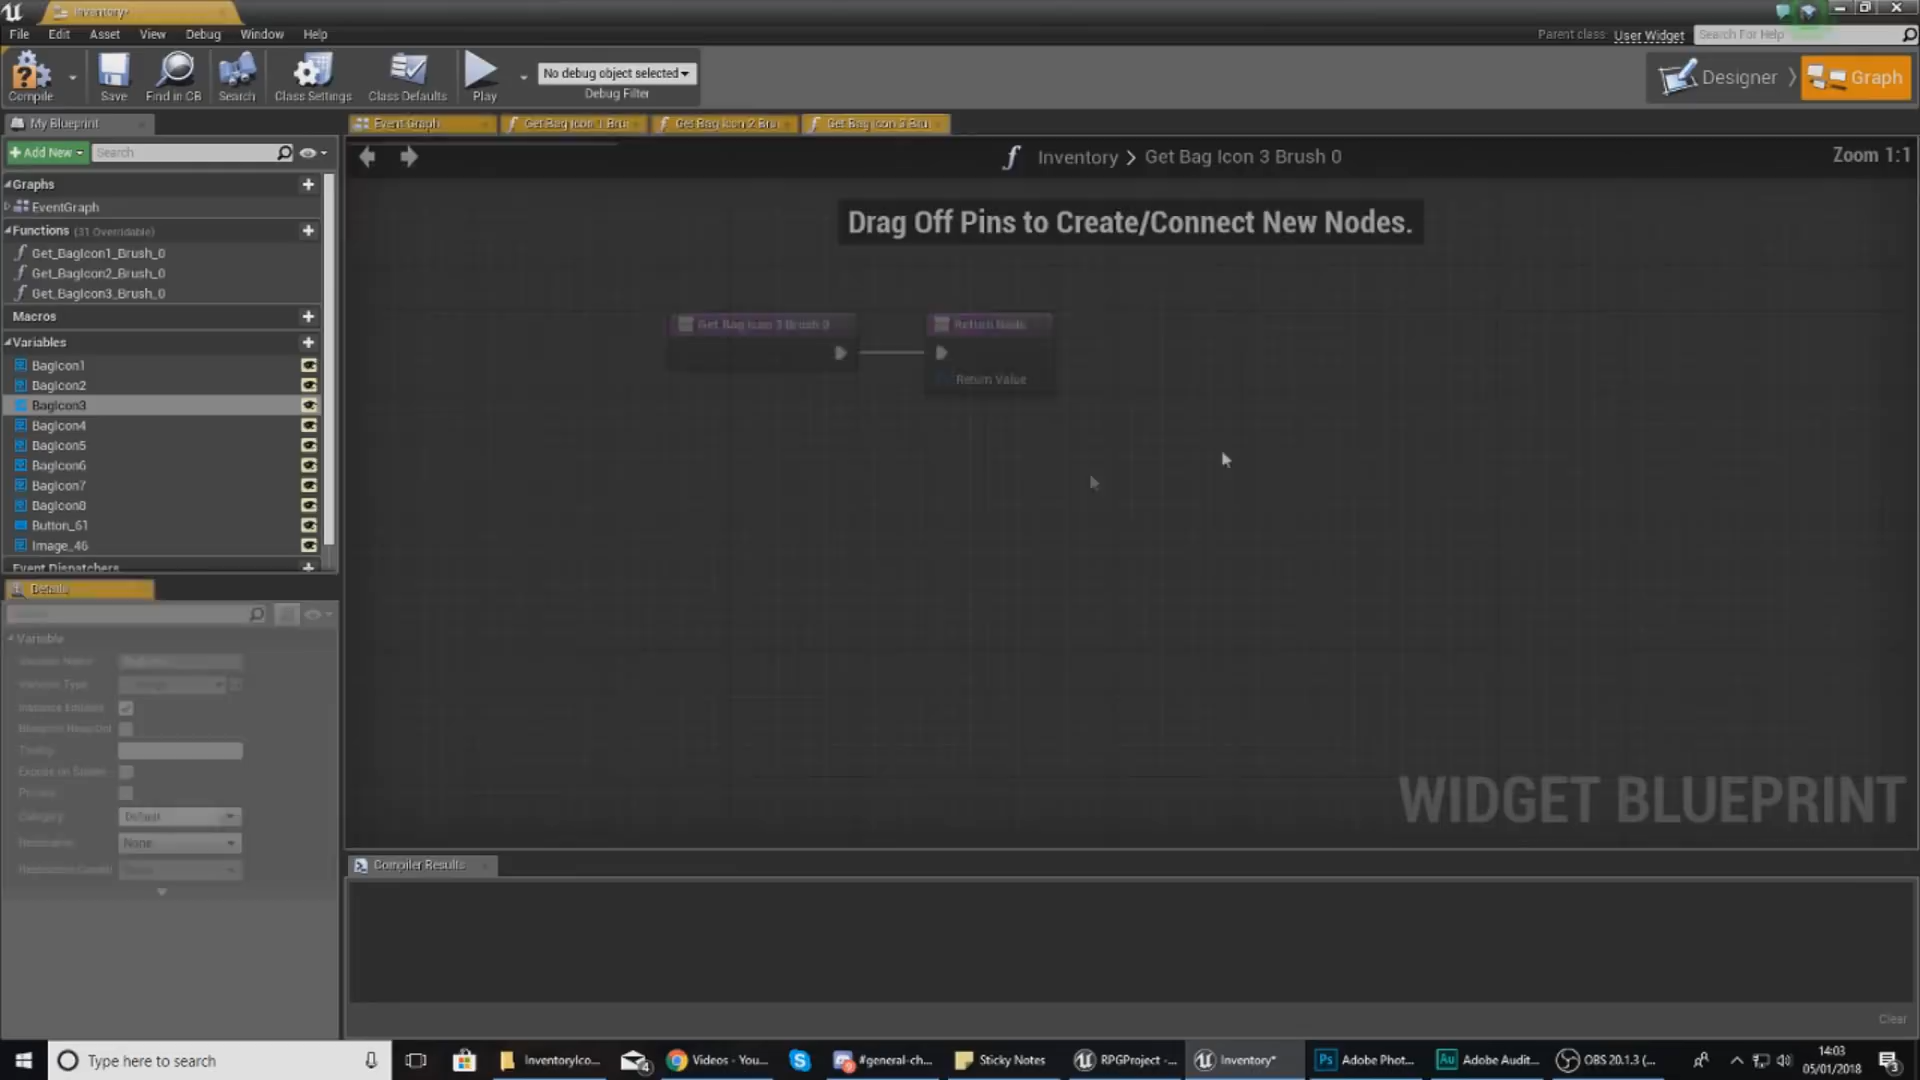 Inventory*
File Edit Asset View Debug Window Help
Parent class: User Widget Search For Help
Compile Save Find in CB Search Class Settings Class Defaults Play
No debug object selected
Debug Filter
Designer Graph
My Blueprint
Event Graph Get Bag Icon 1 Brus Get Bag Icon 2 Bru Get Bag Icon 3 Bru
Add New Search
Inventory > Get Bag Icon 3 Brush 0
Zoom 1:1
Graphs
EventGraph
Functions (31 Overridable)
Get_BagIcon1_Brush_0
Get_BagIcon2_Brush_0
Get_BagIcon3_Brush_0
Macros
Variables
BagIcon1
BagIcon2
BagIcon3
BagIcon4
BagIcon5
BagIcon6
BagIcon7
BagIcon8
Button_61
Image_46
Event Dispatchers
Drag Off Pins to Create/Connect New Nodes.
Get Bag Icon 3 Brush 0
Return Node
Return Value
WIDGET BLUEPRINT
Details
Variable
Variable Name
Variable Type
Instance Editable
Tooltip
Expose on Spawn
Private
Category Default
Replication None
Compiler Results
Clear
Type here to search
InventoryIco...
4
Videos - You...
#general-ch...
Sticky Notes
RPGProject -...
Inventory*
Adobe Phot...
Adobe Audit...
OBS 20.1.3 (...
14:03
05/01/2018
3